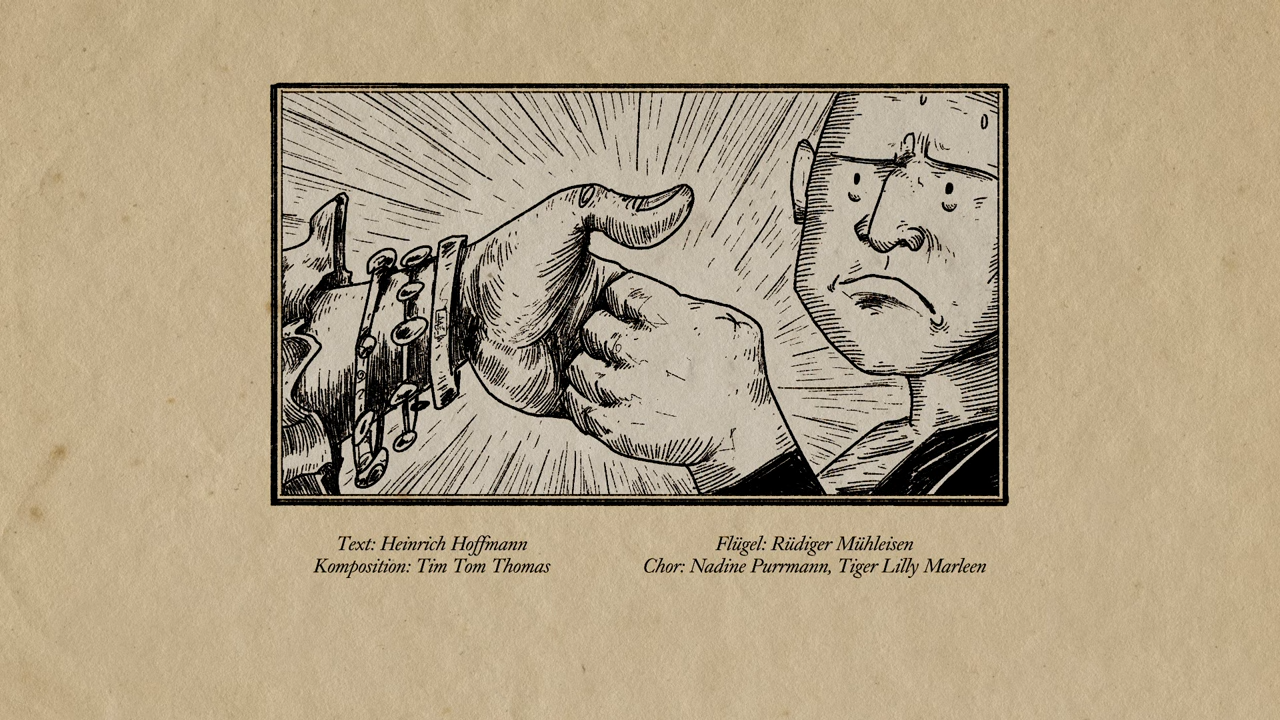 Text: Heinrich Hoffmann
Komposition: Tim Tom Thomas
Flügel: Rüdiger Mühleisen
Chor: Nadine Purrmann, Tiger Lilly Marleen